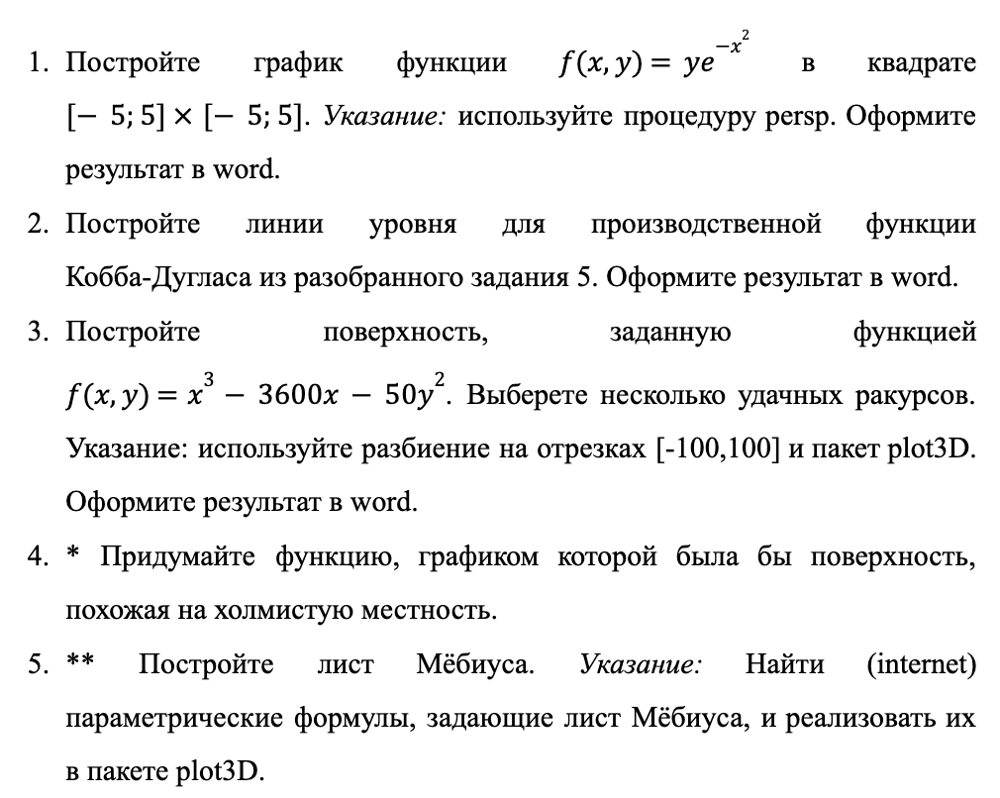 1. Постройте график функции f(x, y) = ye^{-x^2} в квадрате
[− 5; 5] × [− 5; 5]. Указание: используйте процедуру persp. Оформите
результат в word.
2. Постройте линии уровня для производственной функции
Кобба-Дугласа из разобранного задания 5. Оформите результат в word.
3. Постройте поверхность, заданную функцией
f(x, y) = x³ − 3600x − 50y². Выберете несколько удачных ракурсов.
Указание: используйте разбиение на отрезках [-100,100] и пакет plot3D.
Оформите результат в word.
4. * Придумайте функцию, графиком которой была бы поверхность,
похожая на холмистую местность.
5. ** Постройте лист Мёбиуса. Указание: Найти (internet)
параметрические формулы, задающие лист Мёбиуса, и реализовать их
в пакете plot3D.